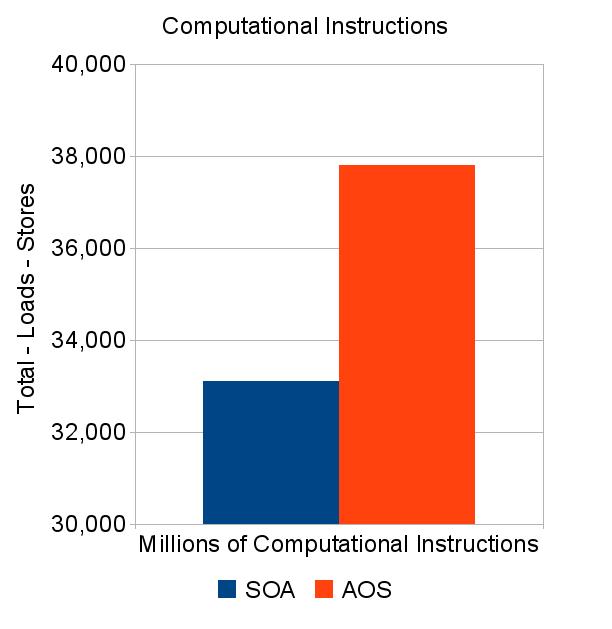 Computational Instructions
40,000
38,000
36,000
34,000
32,000
30,000
Total - Loads - Stores
Millions of Computational Instructions
SOA AOS